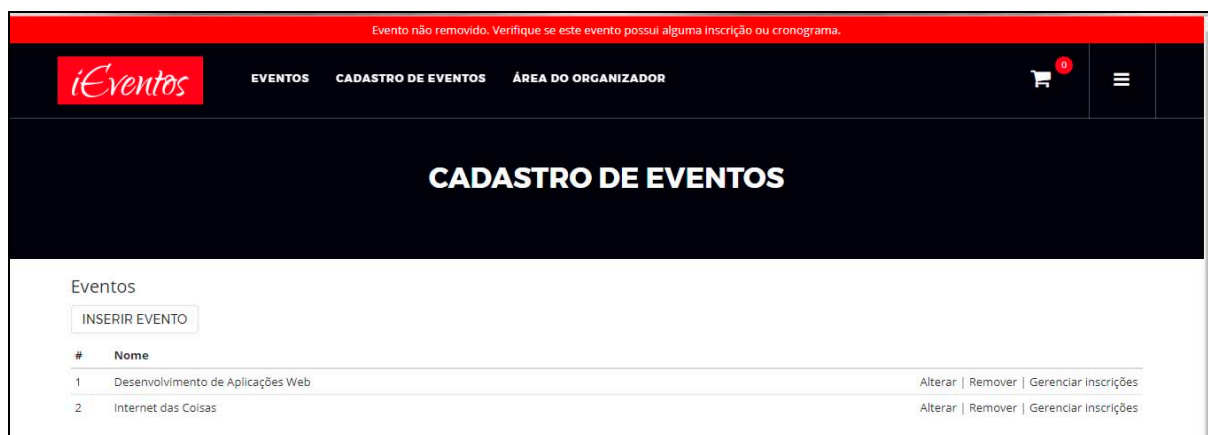 Evento não removido. Verifique se este evento possui alguma inscrição ou cronograma.
iEventos EVENTOS CADASTRO DE EVENTOS ÁREA DO ORGANIZADOR 0
CADASTRO DE EVENTOS
Eventos
INSERIR EVENTO
# Nome
1 Desenvolvimento de Aplicações Web Alterar | Remover | Gerenciar inscrições
2 Internet das Coisas Alterar | Remover | Gerenciar inscrições